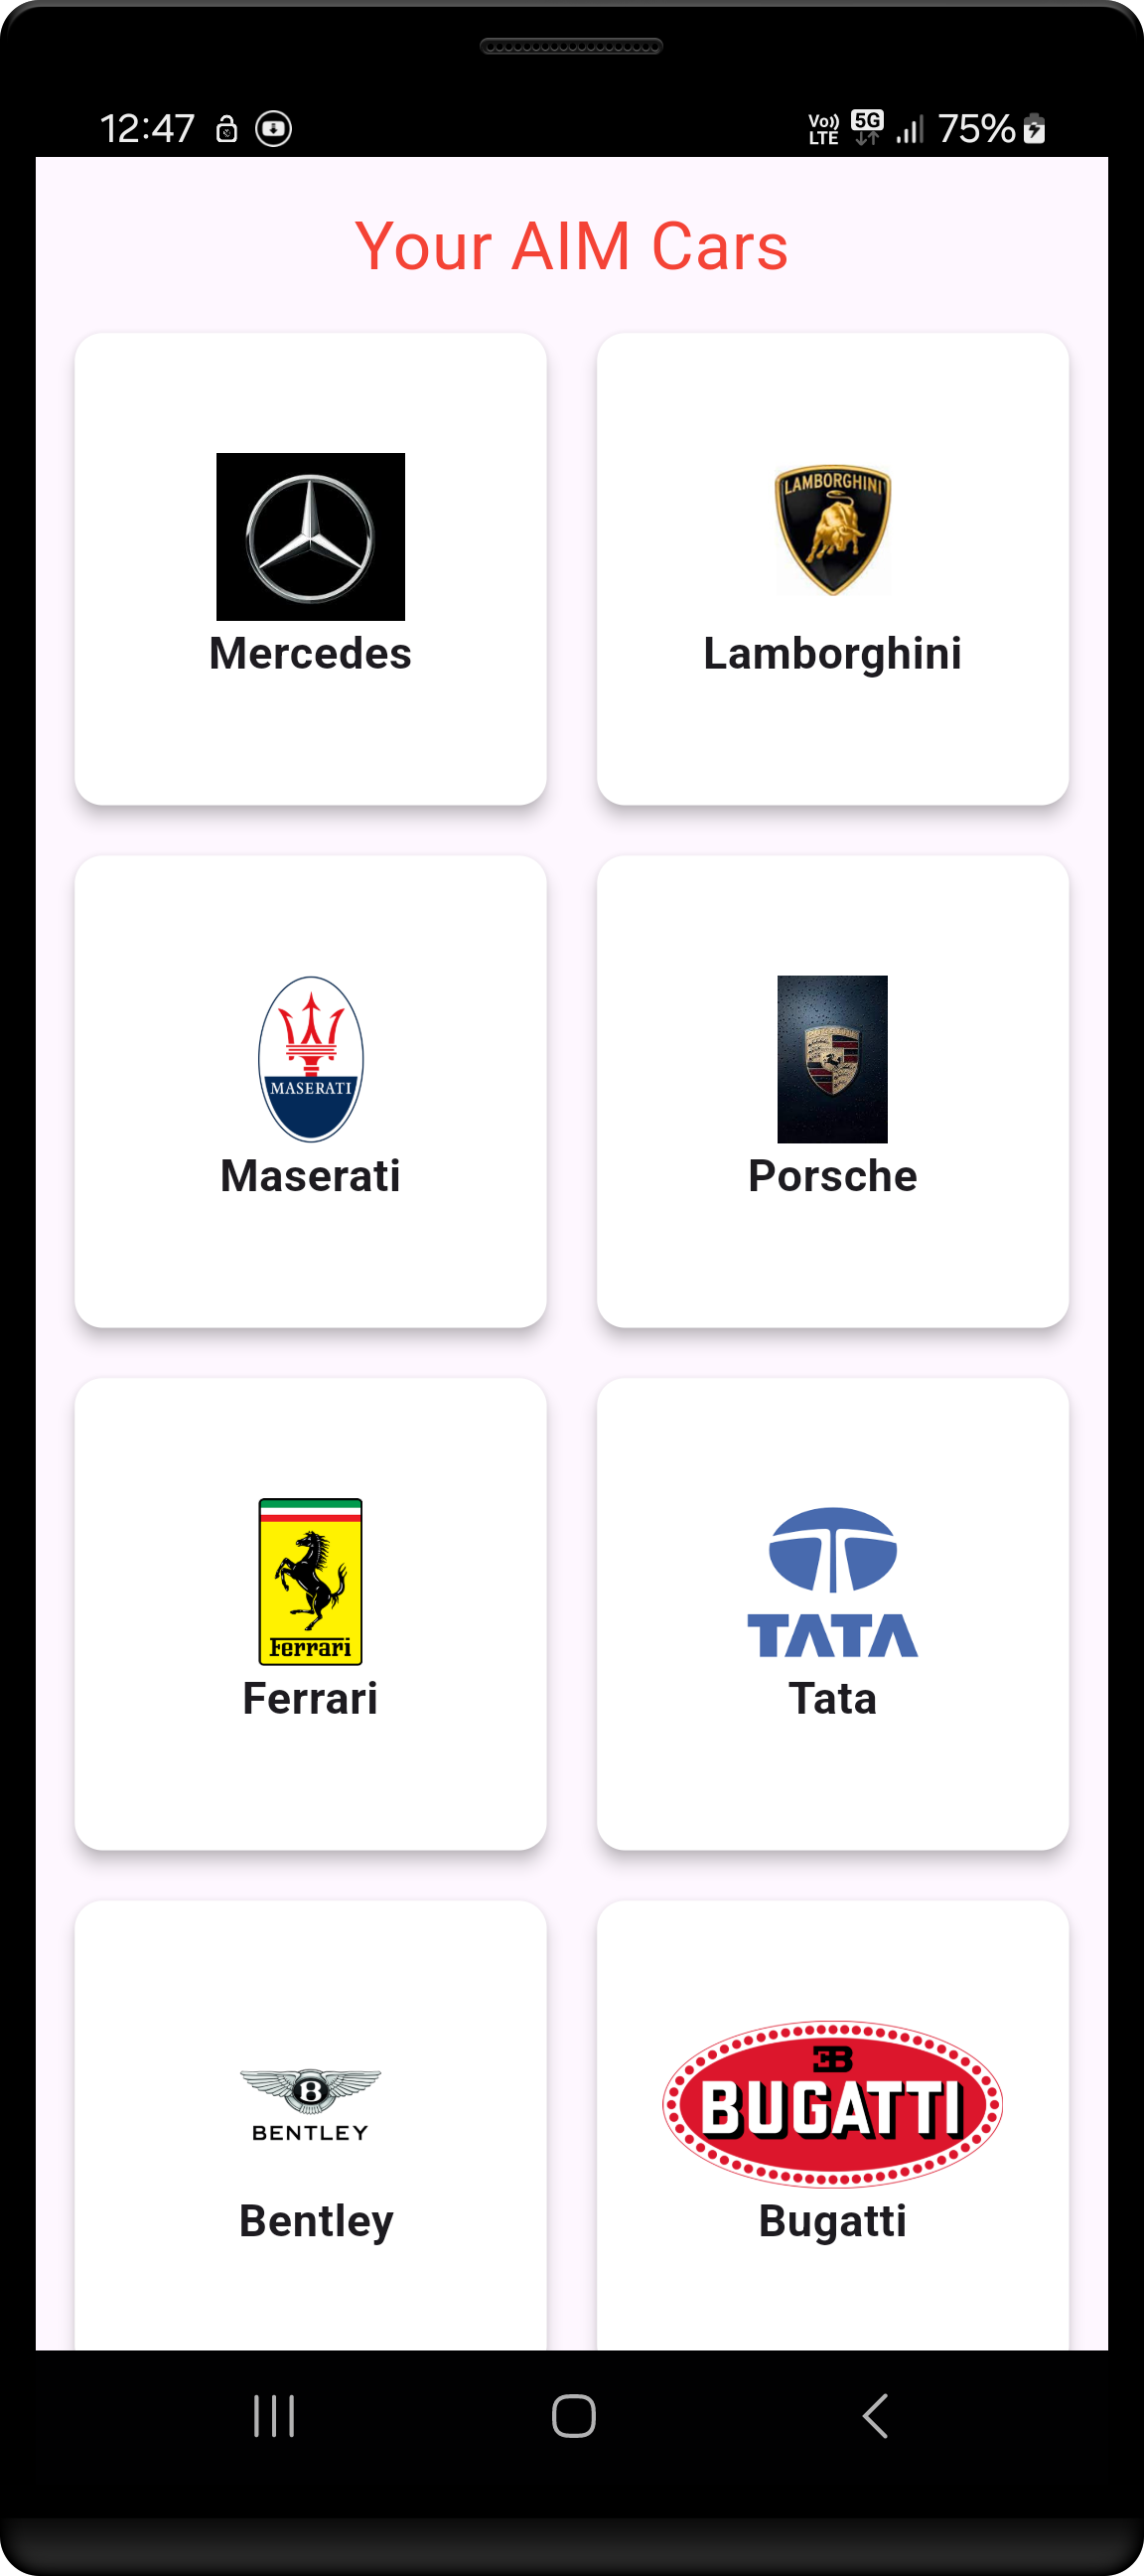 12:47
Vo)) LTE 5G 75%
Your AIM Cars
LAMBORGHINI
Mercedes
Lamborghini
MASERATI
Maserati
Porsche
Ferrari
TATA
Ferrari
Tata
B
BENTLEY
EB
BUGATTI
Bentley
Bugatti